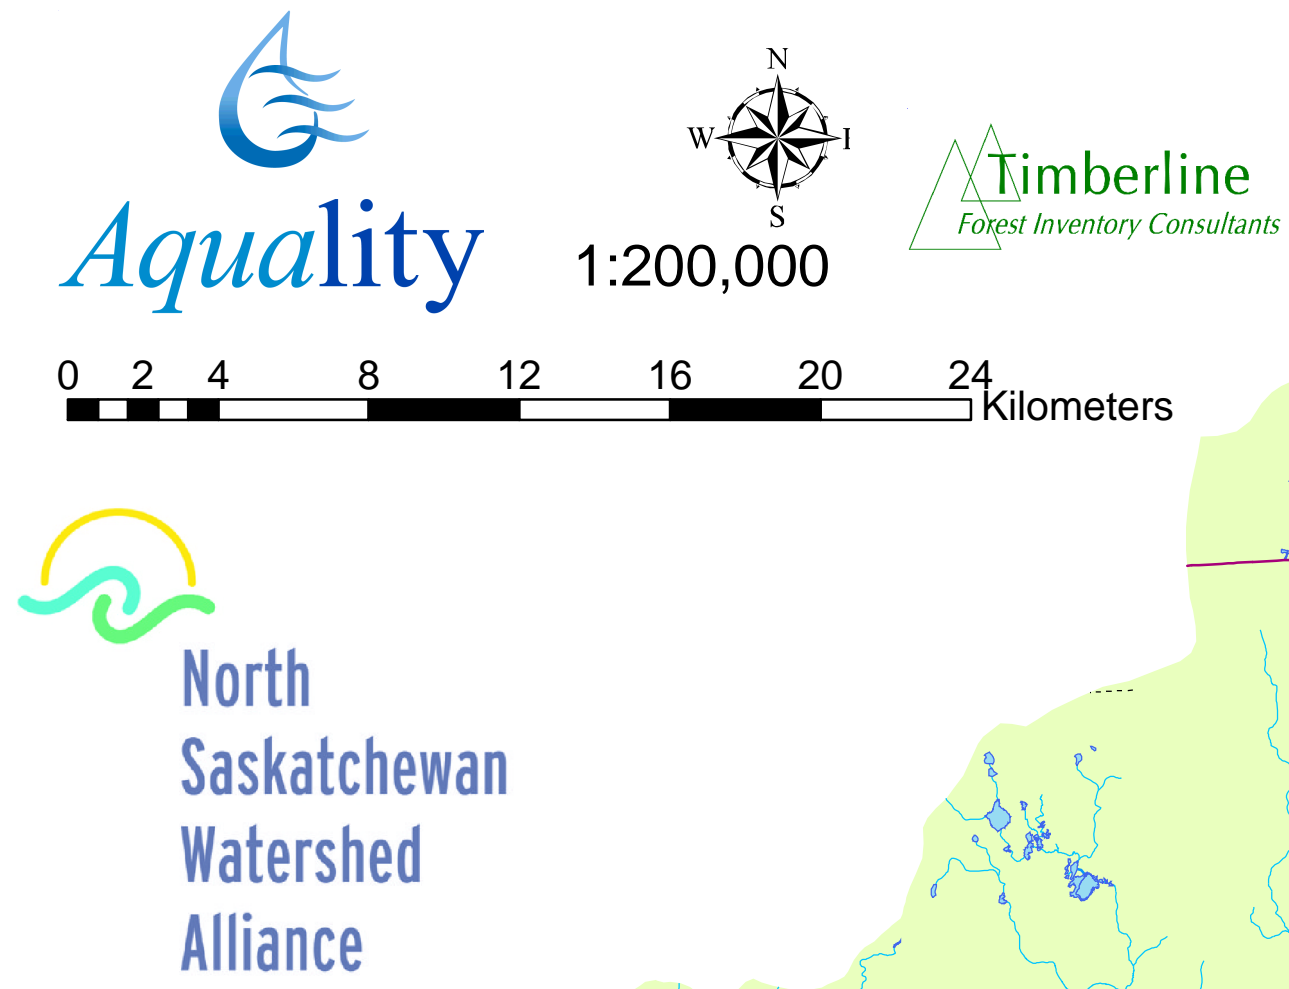 N
W
S
Aquality
1:200,000
Timberline
Forest Inventory Consultants
0 2 4 8 12 16 20 24
Kilometers
North
Saskatchewan
Watershed
Alliance